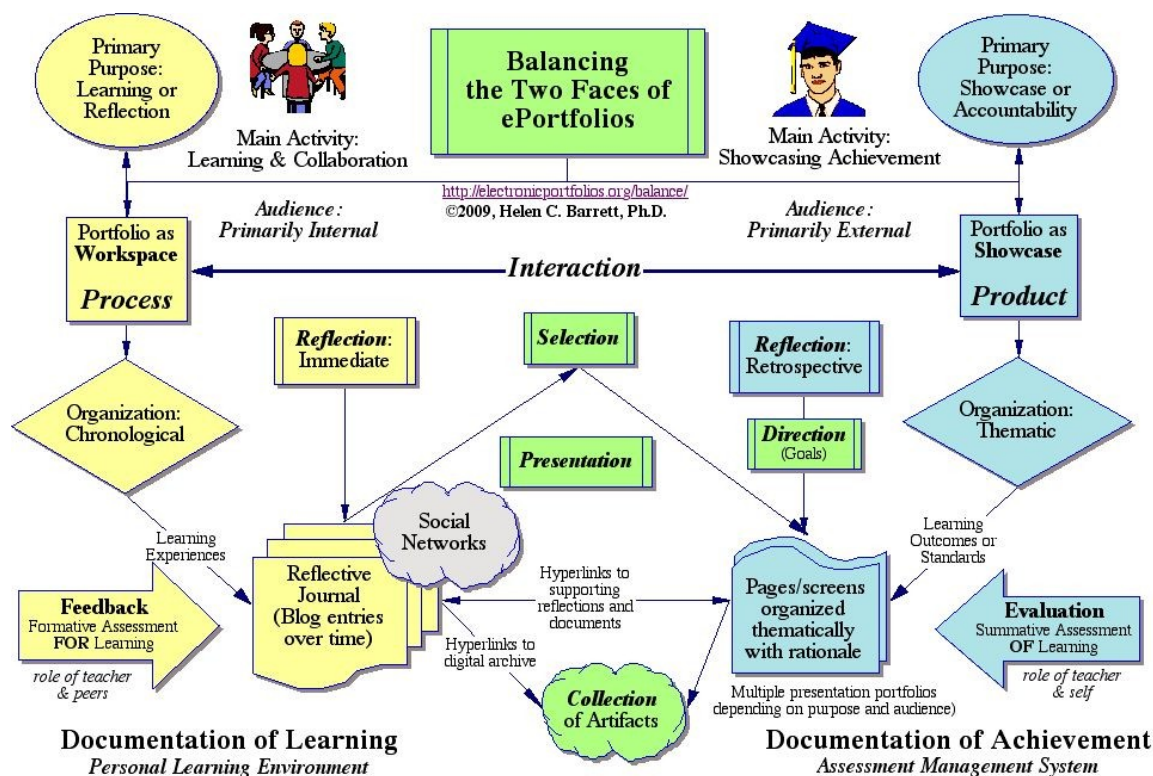 Primary
Purpose:
Learning or
Reflection
Main Activity:
Learning & Collaboration
Balancing
the Two Faces of
ePortfolios
Main Activity:
Showcasing Achievement
Primary
Purpose:
Showcase or
Accountability
http://electronicportfolios.org/balance/
©2009, Helen C. Barrett, Ph.D.
Audience:
Primarily Internal
Audience:
Primarily External
Portfolio as
Workspace
Process
Interaction
Portfolio as
Showcase
Product
Reflection:
Immediate
Selection
Reflection:
Retrospective
Organization:
Chronological
Presentation
Direction
(Goals)
Organization:
Thematic
Learning
Experiences
Social
Networks
Learning
Outcomes or
Standards
Feedback
Formative Assessment
FOR Learning
role of teacher
& peers
Reflective
Journal
(Blog entries
over time)
Hyperlinks to
supporting
reflections and
documents
Hyperlinks to
digital archive
Pages/screens
organized
thematically
with rationale
Evaluation
Summative Assessment
OF Learning
role of teacher
& self
Collection
of Artifacts
Multiple presentation portfolios
depending on purpose and audience)
Documentation of Learning
Personal Learning Environment
Documentation of Achievement
Assessment Management System